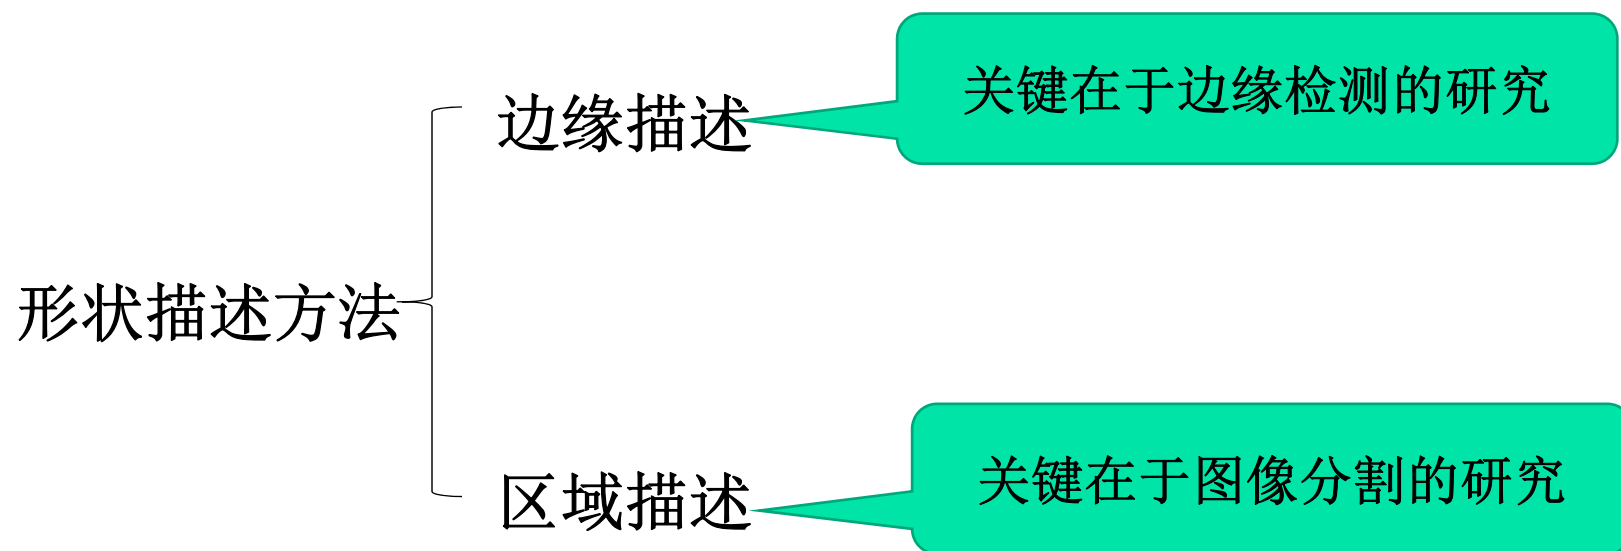 关键在于边缘检测的研究
边缘描述
形状描述方法
关键在于图像分割的研究
区域描述